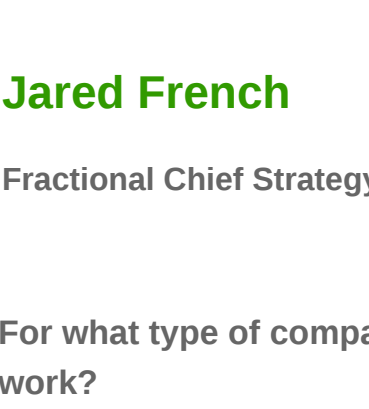 Jared French
Fractional Chief Strategy
For what type of compa
work?